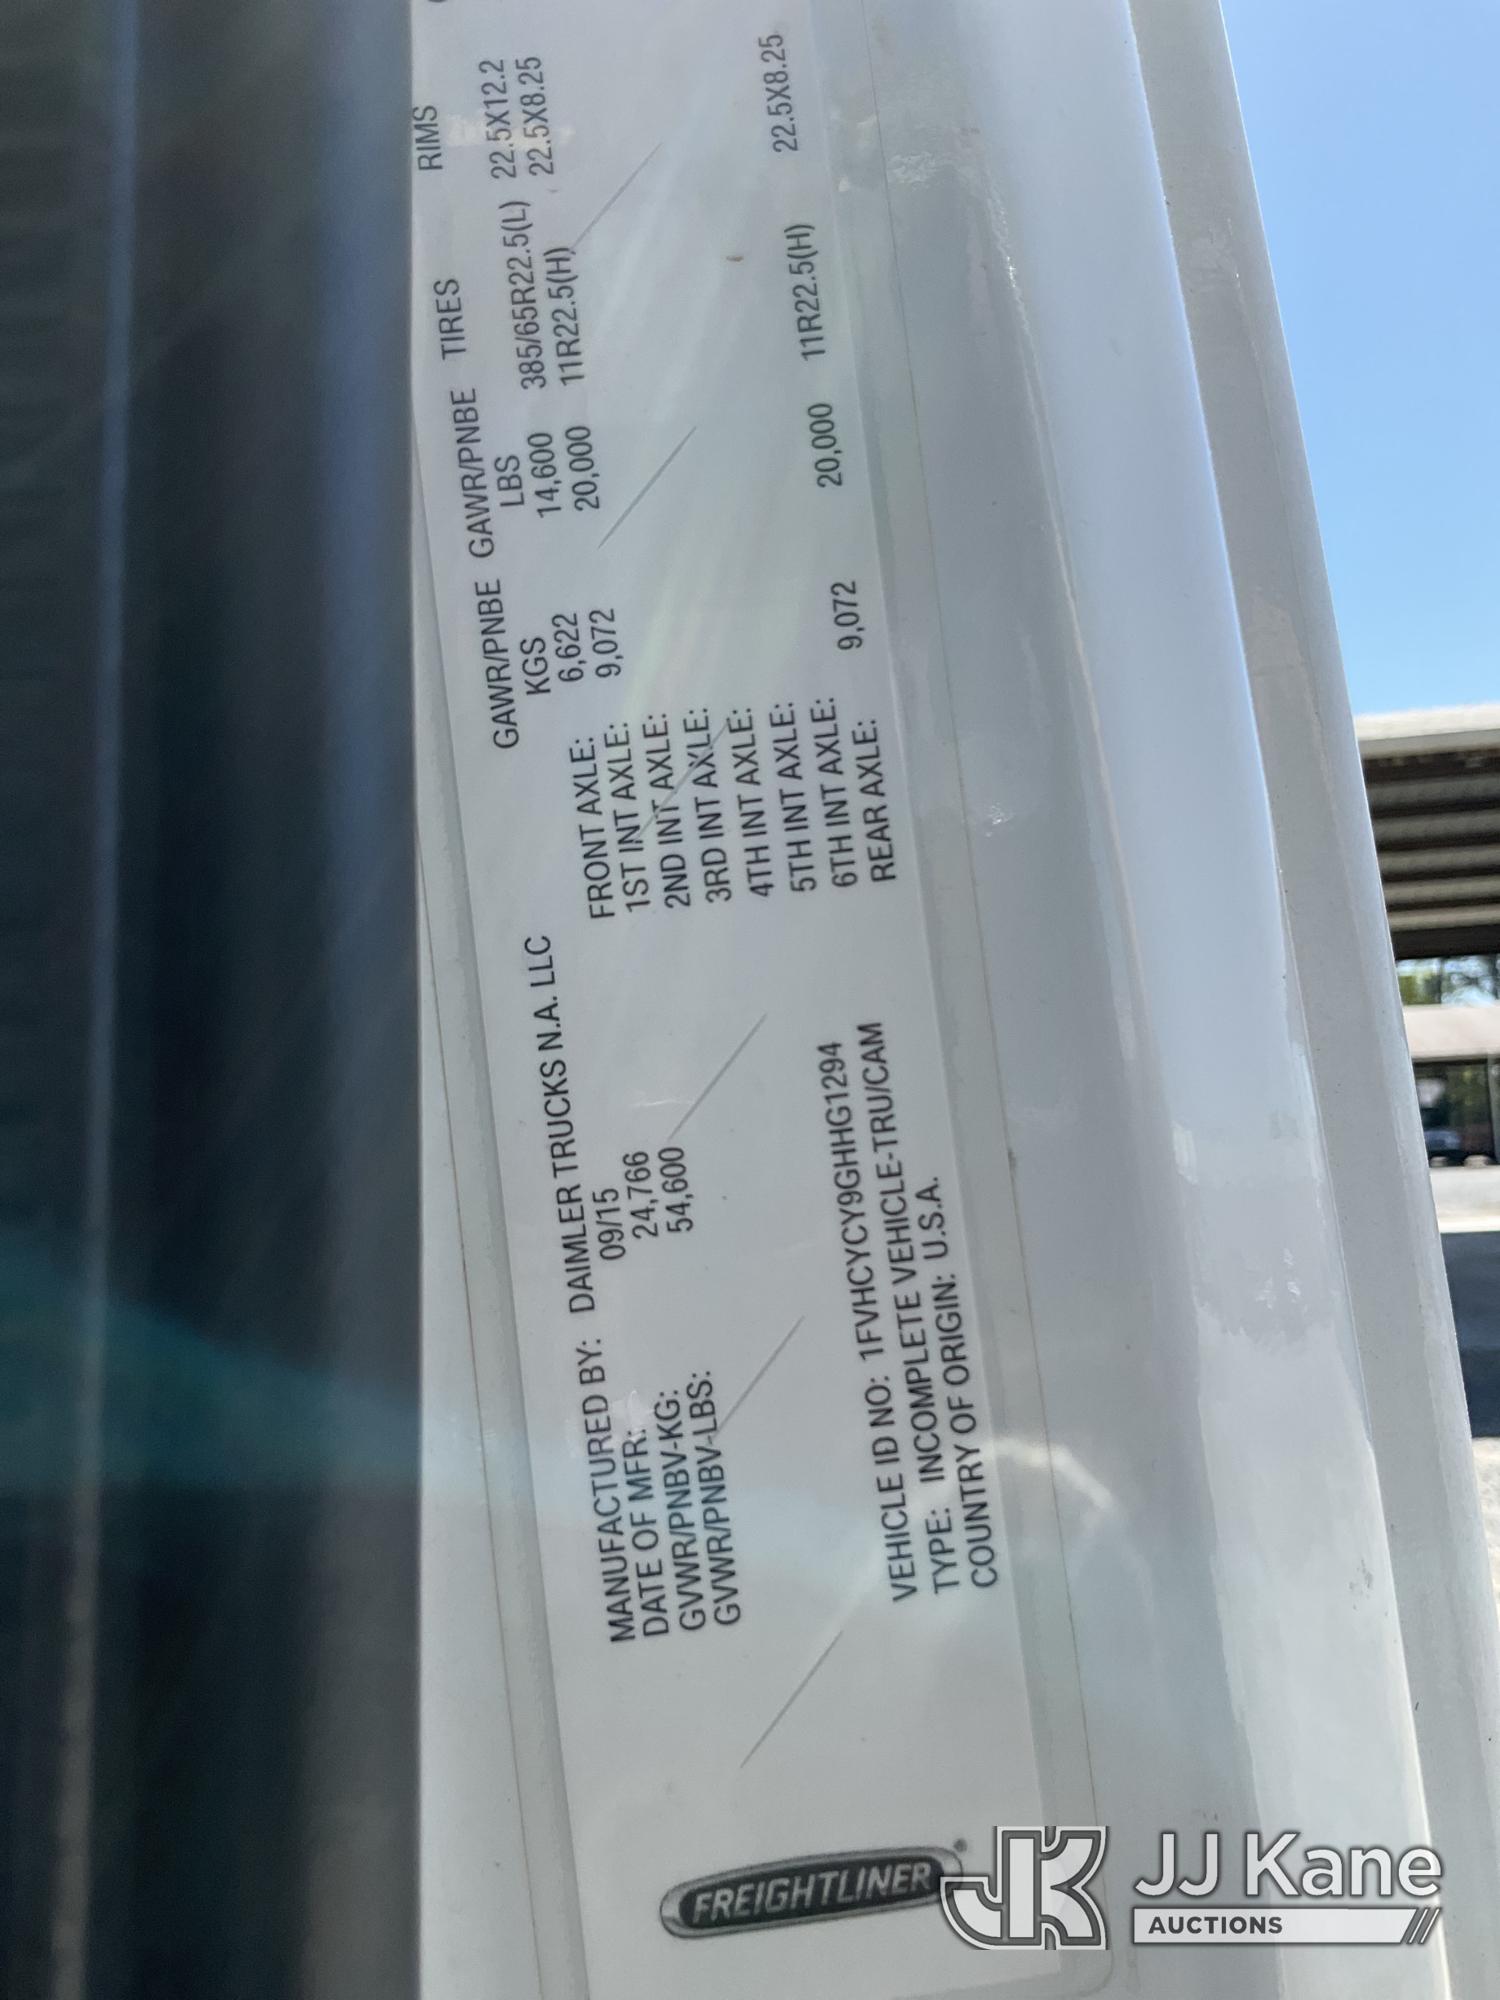 FREIGHTLINER
MANUFACTURED BY: DAIMLER TRUCKS N.A. LLC
DATE OF MFR: 09/15
GVWR/PNBV-KG: 24,766
GVWR/PNBV-LBS: 54,600
VEHICLE ID NO: 1FVHCYCY9GHHG1294
TYPE: INCOMPLETE VEHICLE-TRU/CAM
COUNTRY OF ORIGIN: U.S.A.
GAWR/PNBE GAWR/PNBE TIRES RIMS
KGS LBS
FRONT AXLE: 6,622 14,600 385/65R22.5(L) 22.5X12.2
1ST INT AXLE: 9,072 20,000 11R22.5(H) 22.5X8.25
2ND INT AXLE:
3RD INT AXLE:
4TH INT AXLE:
5TH INT AXLE:
6TH INT AXLE:
REAR AXLE: 9,072 20,000 11R22.5(H) 22.5X8.25
JK JJ Kane
AUCTIONS